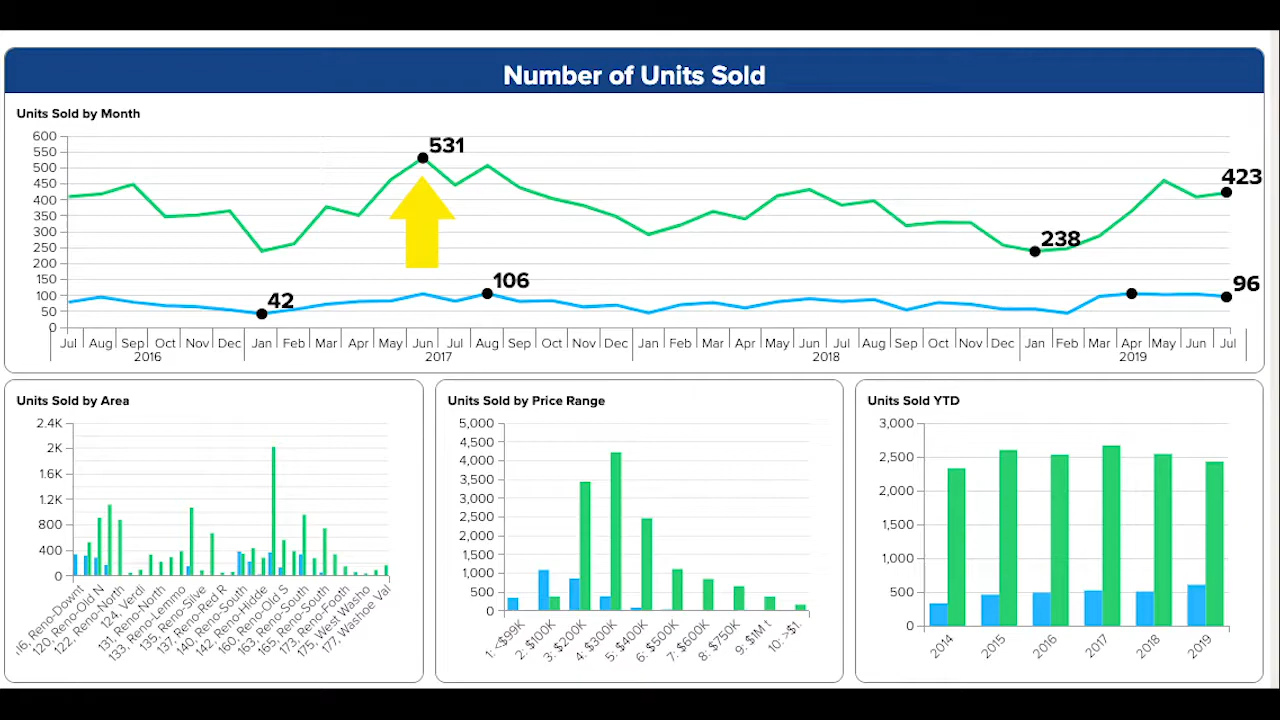 Number of Units Sold
Units Sold by Month
600
550
500
450
400
350
300
250
200
150
100
50
0
531
423
238
42
106
96
Jul Aug Sep Oct Nov Dec Jan Feb Mar Apr May Jun Jul Aug Sep Oct Nov Dec Jan Feb Mar Apr May Jun Jul Aug Sep Oct Nov Dec Jan Feb Mar Apr May Jun Jul
2016 2017 2018 2019
Units Sold by Area
2.4K
2K
1.6K
1.2K
800
400
0
16, Reno-Downt
120, Reno-Old N
122, Reno-North
124, Verdi
131, Reno-North
133, Reno-Lemmo
135, Reno-Silve
137, Reno-Red R
140, Reno-South
142, Reno-Hidde
160, Reno-Old S
163, Reno-South
165, Reno-South
173, Reno-Footh
175, West Washo
177, Washoe Val
Units Sold by Price Range
5,000
4,500
4,000
3,500
3,000
2,500
2,000
1,500
1,000
500
0
1: <$99K
2: $100K
3: $200K
4: $300K
5: $400K
6: $500K
7: $600K
8: $750K
9: $1M t
10: >$1.
Units Sold YTD
3,000
2,500
2,000
1,500
1,000
500
0
2014 2015 2016 2017 2018 2019